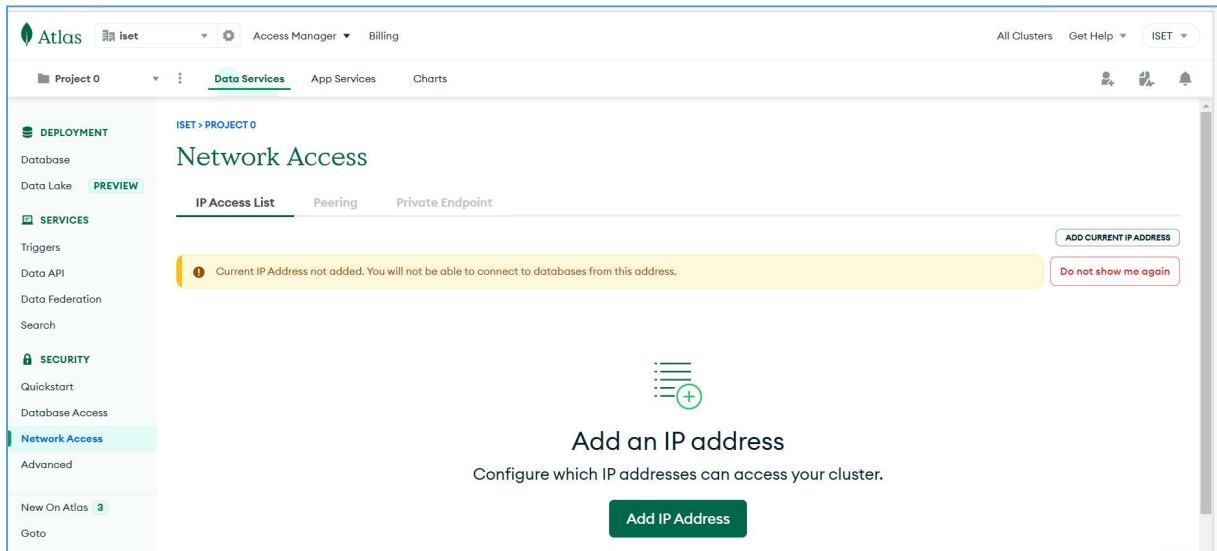 Atlas iset Access Manager Billing All Clusters Get Help ISET
Project 0 Data Services App Services Charts
DEPLOYMENT
Database
Data Lake PREVIEW
SERVICES
Triggers
Data API
Data Federation
Search
SECURITY
Quickstart
Database Access
Network Access
Advanced
New On Atlas 3
Goto
ISET > PROJECT 0
Network Access
IP Access List Peering Private Endpoint
ADD CURRENT IP ADDRESS
Current IP Address not added. You will not be able to connect to databases from this address. Do not show me again
Add an IP address
Configure which IP addresses can access your cluster.
Add IP Address